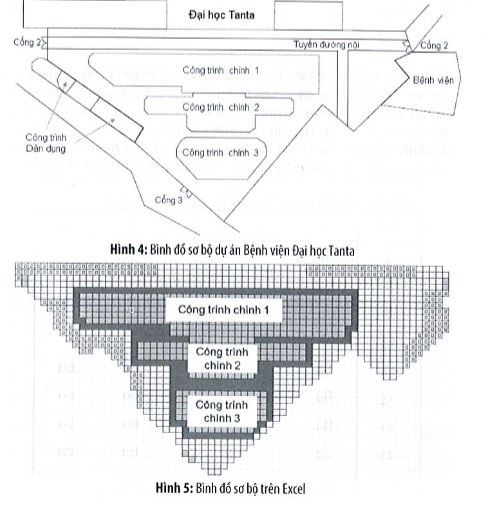 Đại học Tanta
Cổng 2
Tuyến đường nội
Cổng 2
Công trình chính 1
Bệnh viện
Công trình chính 2
Công trình
Dân dụng
Công trình chính 3
Cổng 3
Hình 4: Bình đồ sơ bộ dự án Bệnh viện Đại học Tanta
Công trình chính 1
Công trình
chính 2
Công trình
chính 3
Hình 5: Bình đồ sơ bộ trên Excel